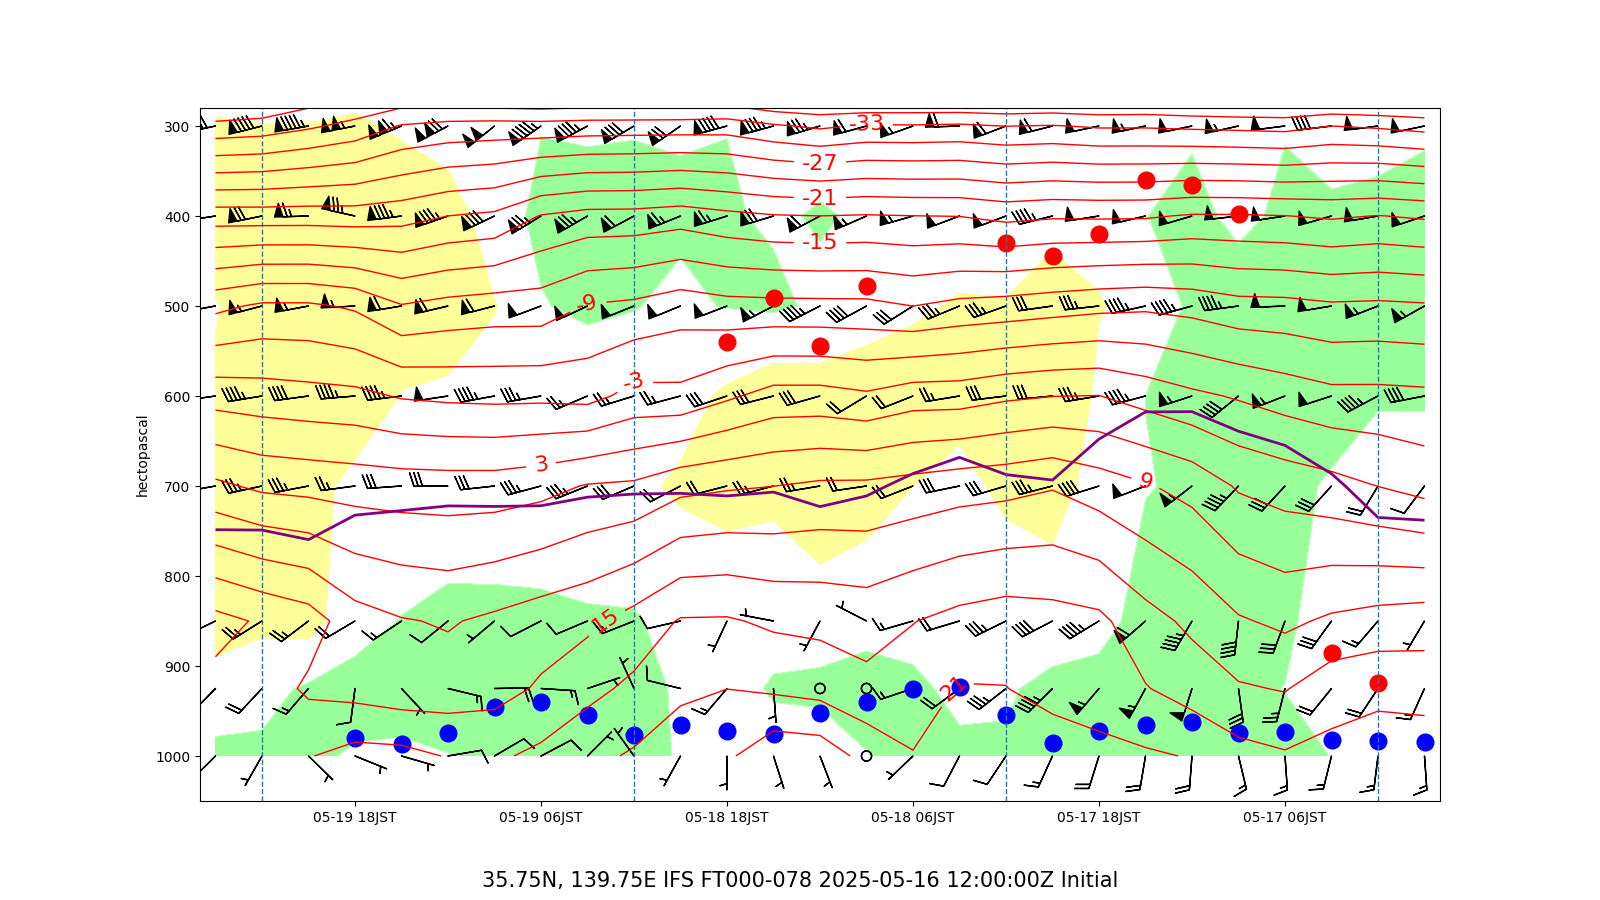 hectopascal
300
400
500
600
700
800
900
1000
-33
-27
-21
-15
-9
-3
3
9
15
21
05-19 18JST
05-19 06JST
05-18 18JST
05-18 06JST
05-17 18JST
05-17 06JST
35.75N, 139.75E IFS FT000-078 2025-05-16 12:00:00Z Initial